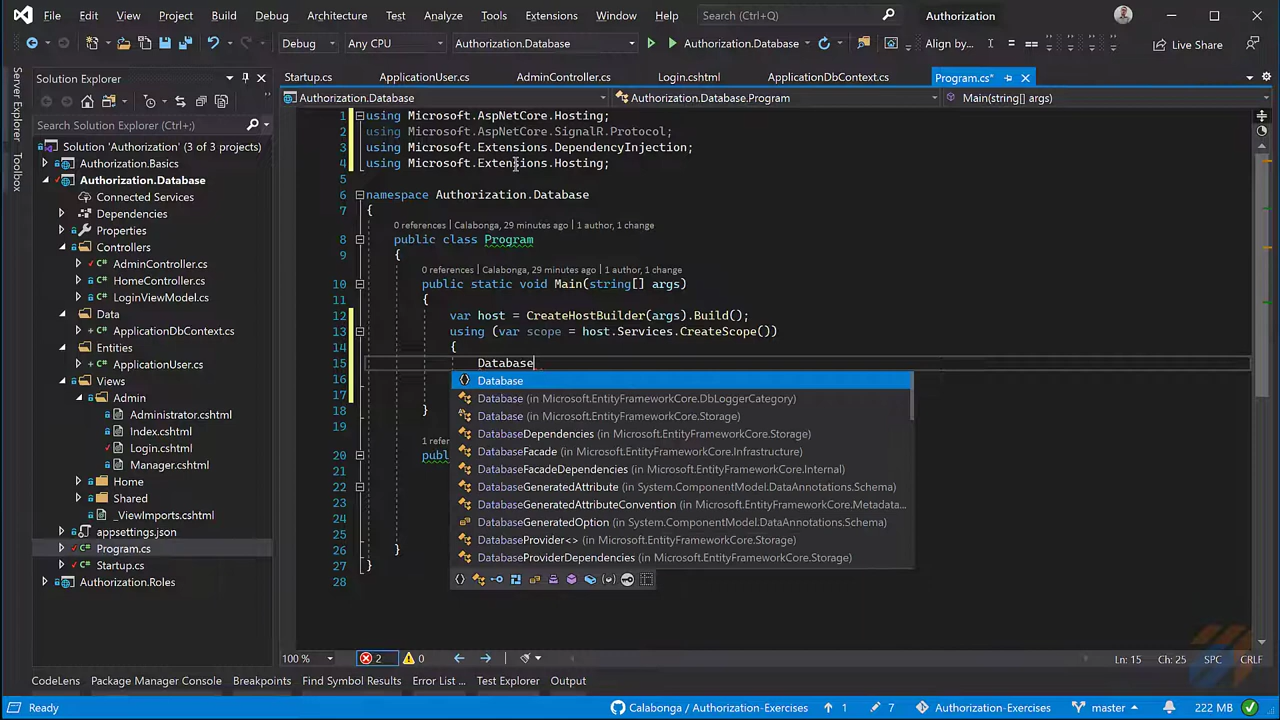 File Edit View Project Build Debug Architecture Test Analyze Tools Extensions Window Help Search (Ctrl+Q) Authorization
Debug Any CPU Authorization.Database Authorization.Database Align by... Live Share
Server Explorer
Toolbox
Solution Explorer
Search Solution Explorer (Ctrl+;)
Solution 'Authorization' (3 of 3 projects)
Authorization.Basics
Authorization.Database
Connected Services
Dependencies
Properties
Controllers
AdminController.cs
HomeController.cs
LoginViewModel.cs
Data
ApplicationDbContext.cs
Entities
ApplicationUser.cs
Views
Admin
Administrator.cshtml
Index.cshtml
Login.cshtml
Manager.cshtml
Home
Shared
_ViewImports.cshtml
appsettings.json
Program.cs
Startup.cs
Authorization.Roles
Startup.cs ApplicationUser.cs AdminController.cs Login.cshtml ApplicationDbContext.cs Program.cs*
Authorization.Database Authorization.Database.Program Main(string[] args)
1 using Microsoft.AspNetCore.Hosting;
2 using Microsoft.AspNetCore.SignalR.Protocol;
3 using Microsoft.Extensions.DependencyInjection;
4 using Microsoft.Extensions.Hosting;
5
6 namespace Authorization.Database
7 {
0 references | Calabonga, 29 minutes ago | 1 author, 1 change
8 public class Program
9 {
0 references | Calabonga, 29 minutes ago | 1 author, 1 change
10 public static void Main(string[] args)
11 {
12 var host = CreateHostBuilder(args).Build();
13 using (var scope = host.Services.CreateScope())
14 {
15 Database
16
17
18 }
19
1 refe
20 publ
21
22
23
24
25
26 }
27 }
28
Database
Database (in Microsoft.EntityFrameworkCore.DbLoggerCategory)
Database (in Microsoft.EntityFrameworkCore.Storage)
DatabaseDependencies (in Microsoft.EntityFrameworkCore.Storage)
DatabaseFacade (in Microsoft.EntityFrameworkCore.Infrastructure)
DatabaseFacadeDependencies (in Microsoft.EntityFrameworkCore.Internal)
DatabaseGeneratedAttribute (in System.ComponentModel.DataAnnotations.Schema)
DatabaseGeneratedAttributeConvention (in Microsoft.EntityFrameworkCore.Metadata...
DatabaseGeneratedOption (in System.ComponentModel.DataAnnotations.Schema)
DatabaseProvider<> (in Microsoft.EntityFrameworkCore.Storage)
DatabaseProviderDependencies (in Microsoft.EntityFrameworkCore.Storage)
100 % 2 0 Ln: 15 Ch: 25 SPC CRLF
CodeLens Package Manager Console Breakpoints Find Symbol Results Error List ... Test Explorer Output
Ready Calabonga / Authorization-Exercises 1 7 Authorization-Exercises master 222 MB